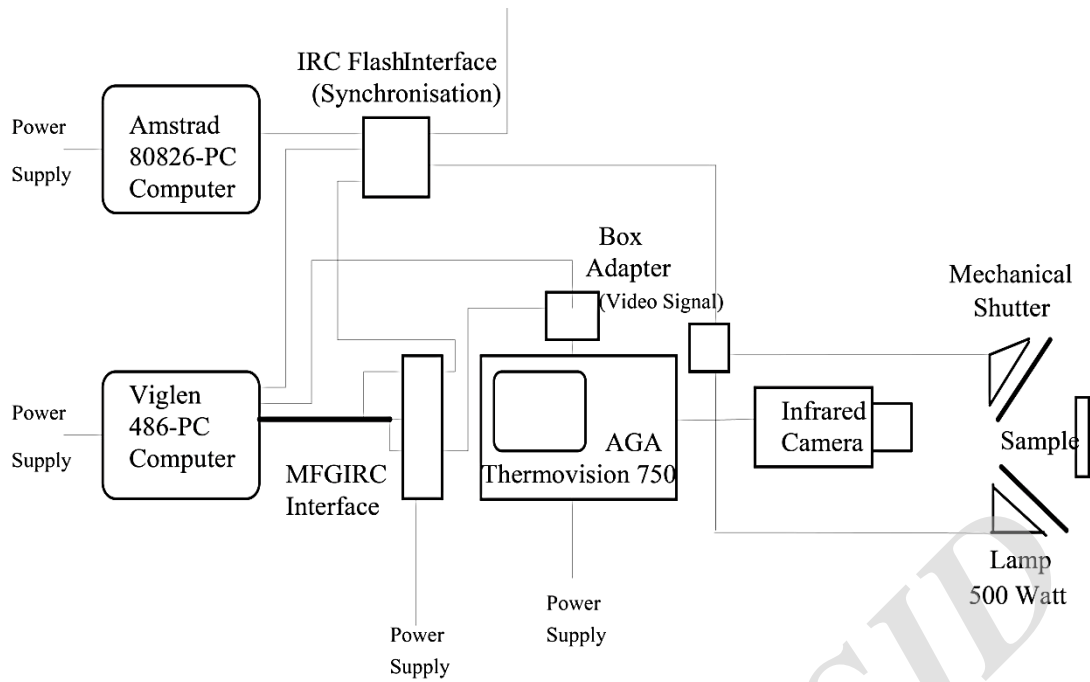 IRC FlashInterface
(Synchronisation)
Power
Supply
Amstrad
80826-PC
Computer
Box
Adapter
(Video Signal)
Mechanical
Shutter
Power
Supply
Viglen
486-PC
Computer
MFGIRC
Interface
AGA
Thermovision 750
Infrared
Camera
Sample
Lamp
500 Watt
Power
Supply
Power
Supply
SID